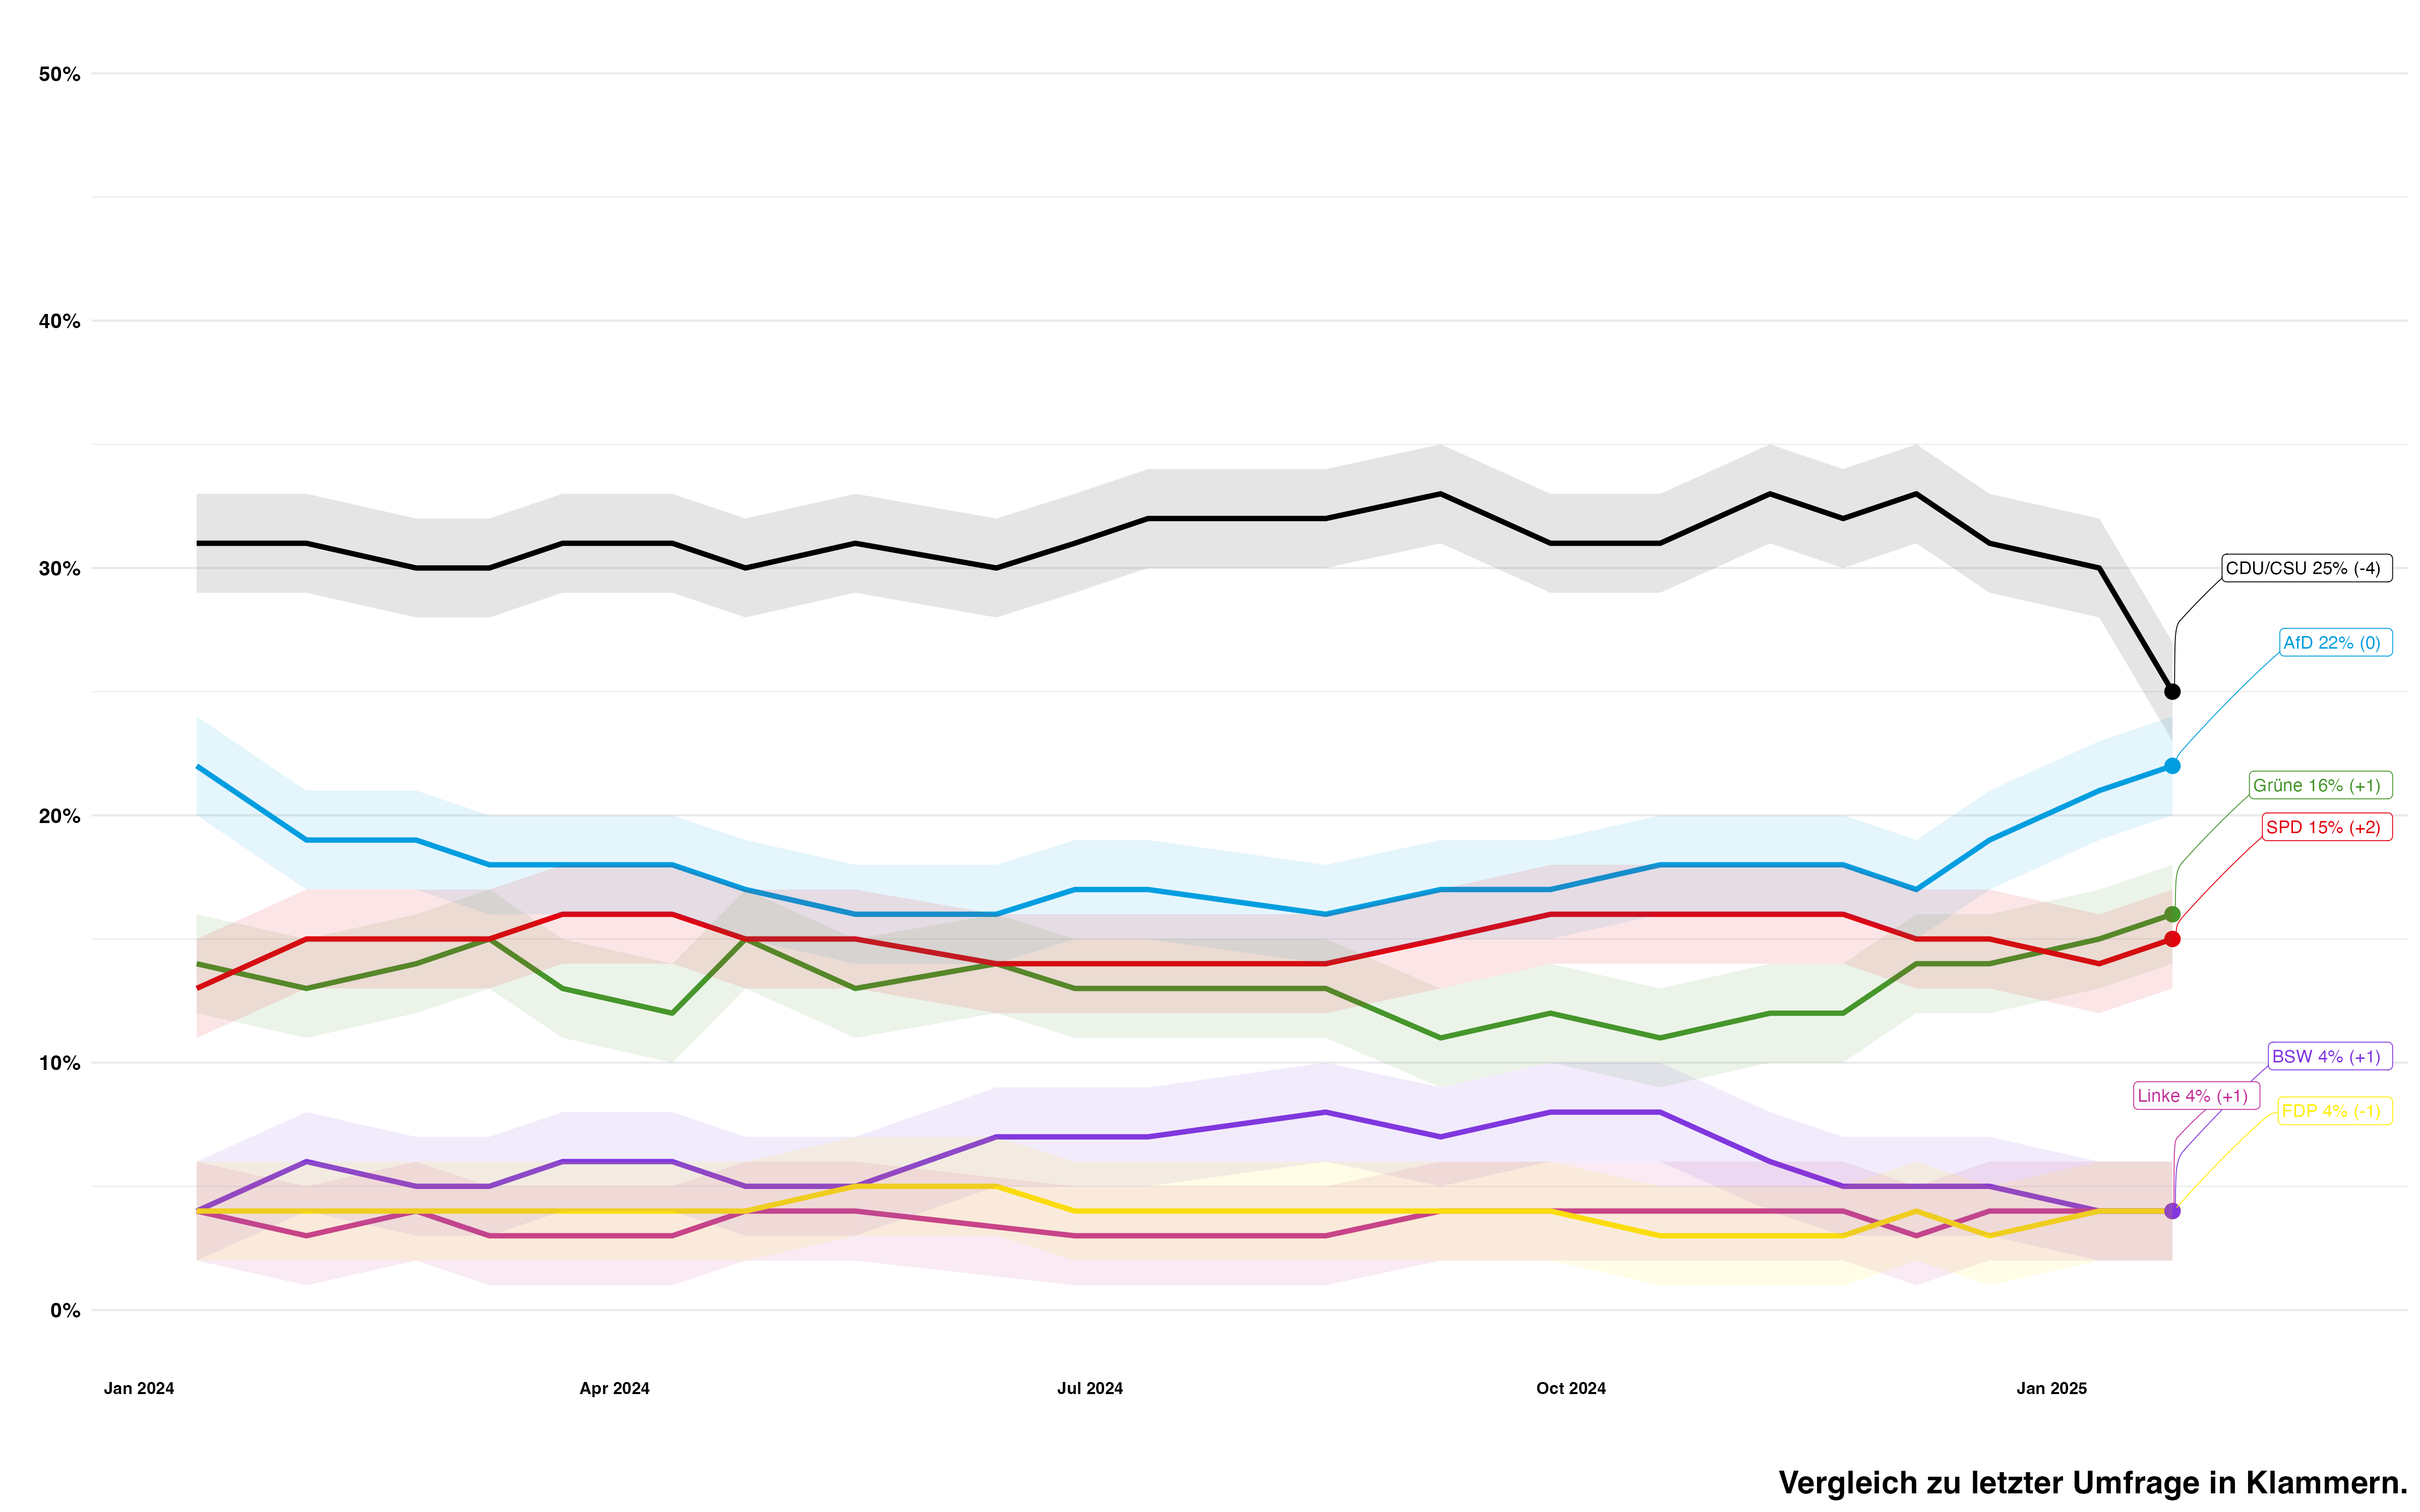 50%
40%
30%
20%
10%
0%
CDU/CSU 25% (-4)
AfD 22% (0)
Grüne 16% (+1)
SPD 15% (+2)
BSW 4% (+1)
Linke 4% (+1)
FDP 4% (-1)
Jan 2024
Apr 2024
Jul 2024
Oct 2024
Jan 2025
Vergleich zu letzter Umfrage in Klammern.